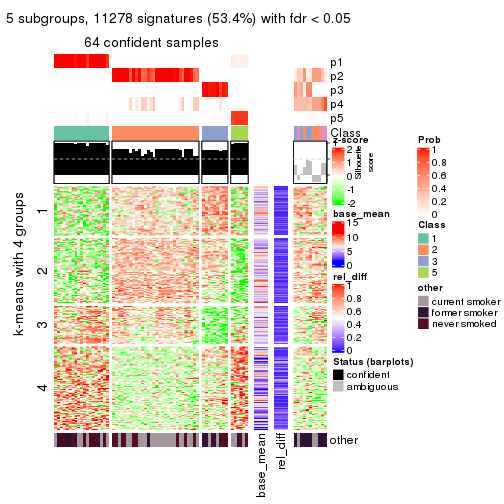 5 subgroups, 11278 signatures (53.4%) with fdr < 0.05
64 confident samples
p1
p2
p3
p4
p5
Class
z-score
2
1
0
-1
-2
Silhouette
score
base_mean
15
10
5
0
rel_diff
1
0.8
0.6
0.4
0.2
0
Status (barplots)
confident
ambiguous
Prob
1
0.8
0.6
0.4
0.2
0
Class
1
2
3
5
other
current smoker
former smoker
never smoked
k-means with 4 groups
1
2
3
4
other
base_mean
rel_diff